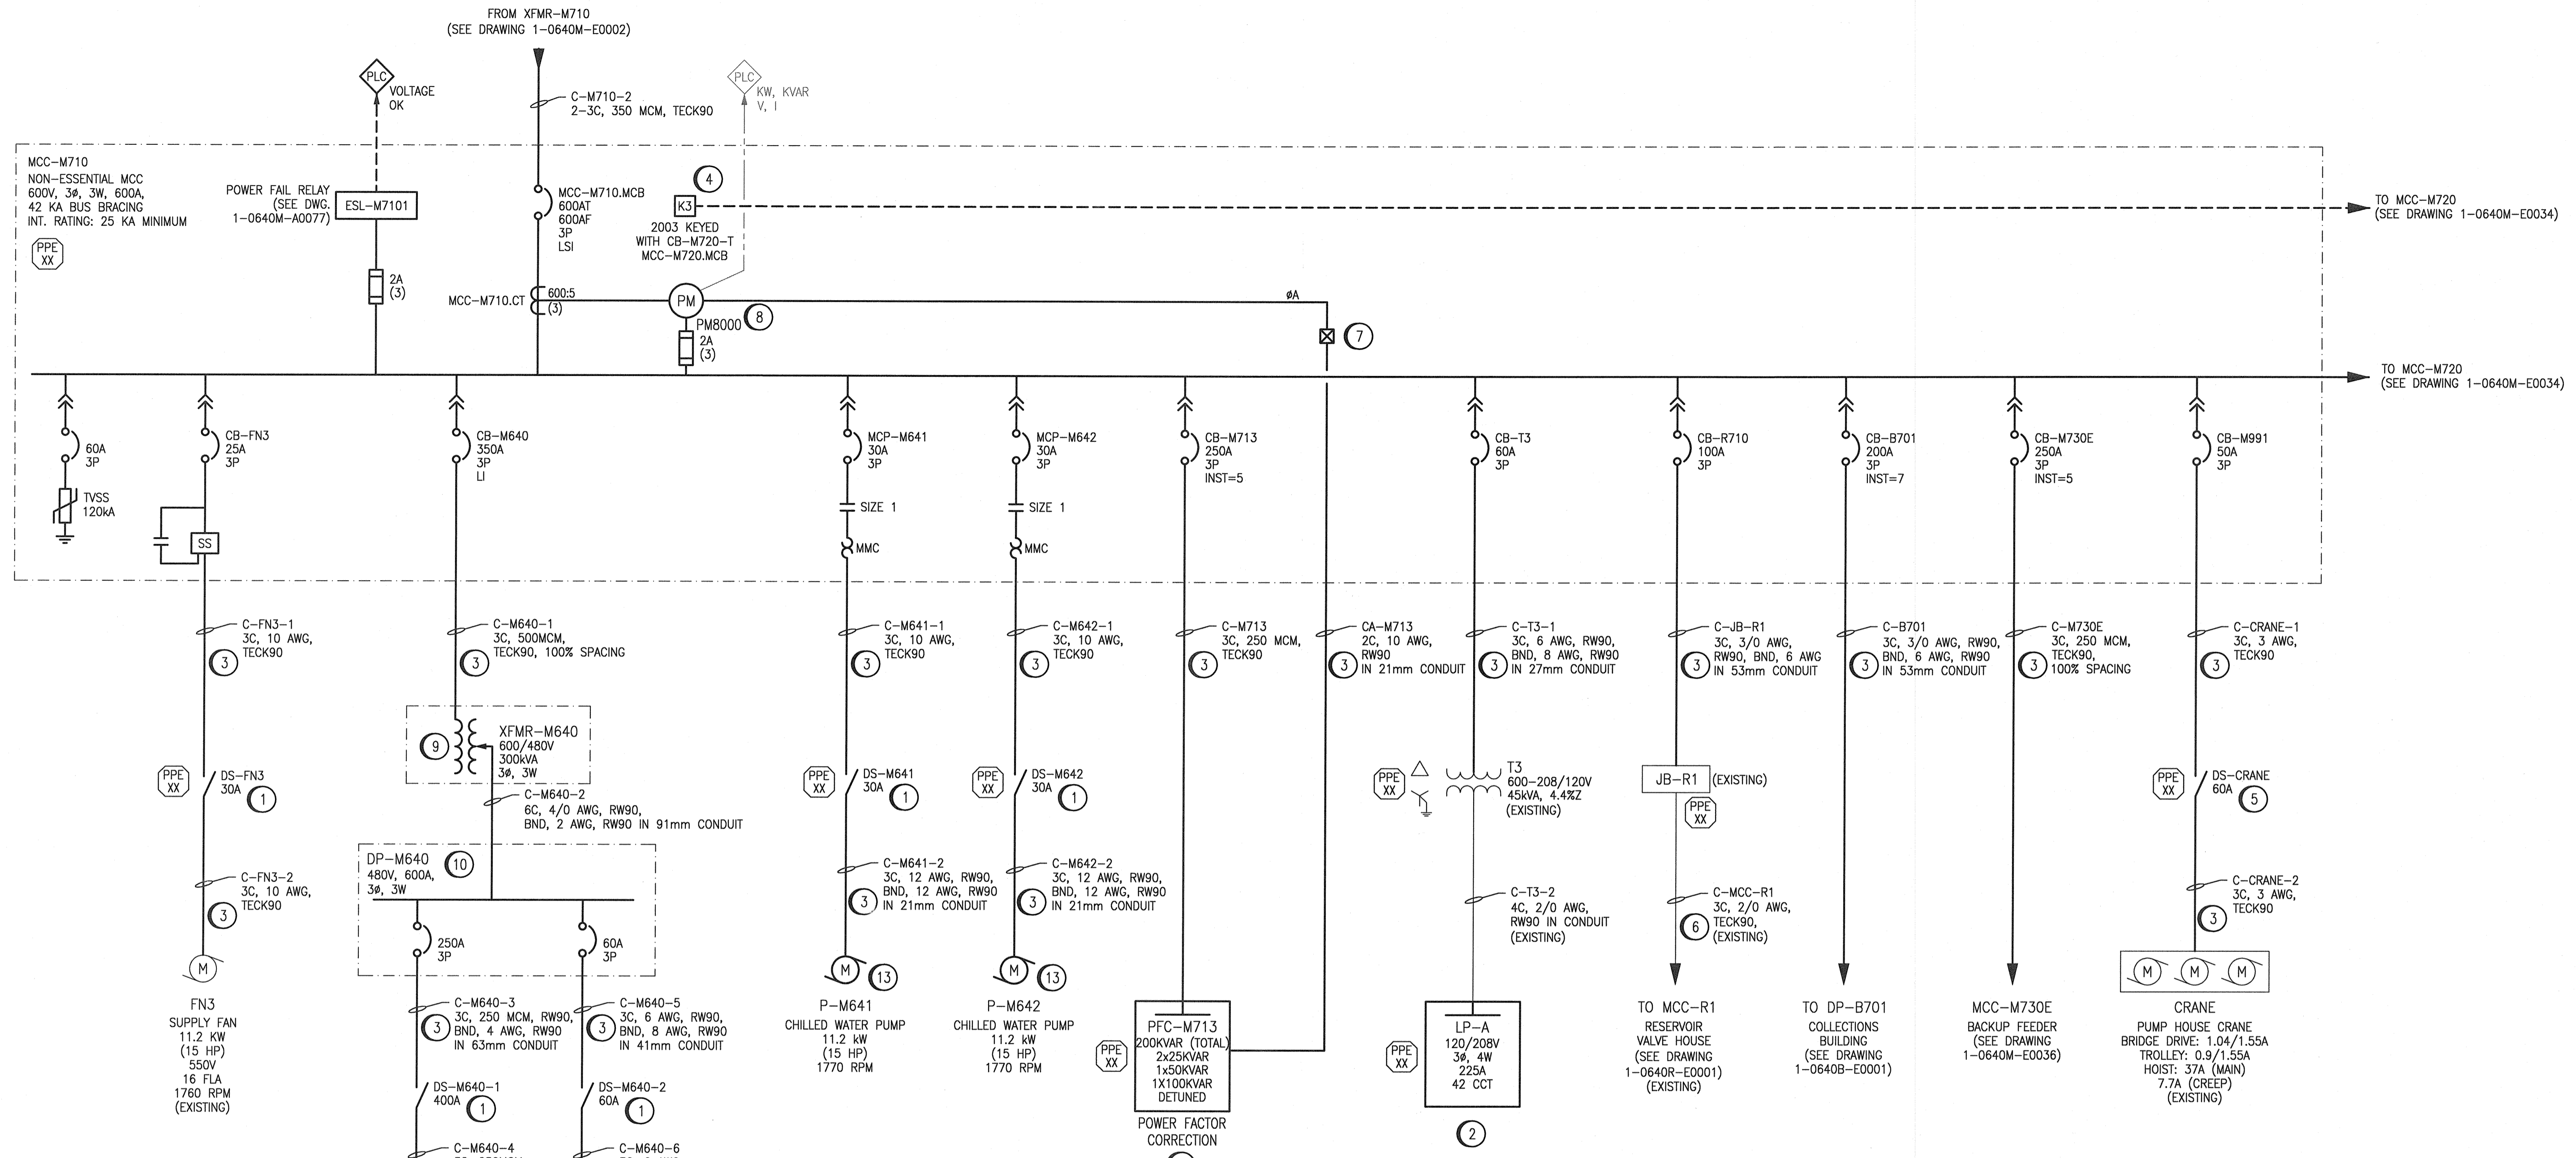 FROM XFMR-M710
(SEE DRAWING 1-0640M-E0002)
PLC
VOLTAGE
OK
C-M710-2
2-3C, 350 MCM, TECK90
PLC
KW, KVAR
V, I
MCC-M710
NON-ESSENTIAL MCC
600V, 3ø, 3W, 600A,
42 KA BUS BRACING
INT. RATING: 25 KA MINIMUM
PPE
XX
POWER FAIL RELAY
(SEE DWG.
1-0640M-A0077)
ESL-M7101
2A
(3)
MCC-M710.MCB
600AT
600AF
3P
LSI
4
K3
2003 KEYED
WITH CB-M720-T
MCC-M720.MCB
TO MCC-M720
(SEE DRAWING 1-0640M-E0034)
MCC-M710.CT
600:5
(3)
PM
PM8000
8
2A
(3)
øA
7
TO MCC-M720
(SEE DRAWING 1-0640M-E0034)
60A
3P
TVSS
120kA
CB-FN3
25A
3P
SS
CB-M640
350A
3P
LI
MCP-M641
30A
3P
SIZE 1
MMC
MCP-M642
30A
3P
SIZE 1
MMC
CB-M713
250A
3P
INST=5
CB-T3
60A
3P
CB-R710
100A
3P
CB-B701
200A
3P
INST=7
CB-M730E
250A
3P
INST=5
CB-M991
50A
3P
C-FN3-1
3C, 10 AWG,
TECK90
3
C-M640-1
3C, 500MCM,
TECK90, 100% SPACING
3
C-M641-1
3C, 10 AWG,
TECK90
3
C-M642-1
3C, 10 AWG,
TECK90
3
C-M713
3C, 250 MCM,
TECK90
3
CA-M713
2C, 10 AWG,
RW90
IN 21mm CONDUIT
3
C-T3-1
3C, 6 AWG, RW90,
BND, 8 AWG, RW90
IN 27mm CONDUIT
3
C-JB-R1
3C, 3/0 AWG,
RW90, BND, 6 AWG
IN 53mm CONDUIT
3
C-B701
3C, 3/0 AWG, RW90,
BND, 6 AWG, RW90
IN 53mm CONDUIT
3
C-M730E
3C, 250 MCM,
TECK90,
100% SPACING
3
C-CRANE-1
3C, 3 AWG,
TECK90
3
9
XFMR-M640
600/480V
300kVA
3ø, 3W
PPE
XX
DS-FN3
30A
1
C-M640-2
6C, 4/0 AWG, RW90,
BND, 2 AWG, RW90 IN 91mm CONDUIT
PPE
XX
DS-M641
30A
1
PPE
XX
DS-M642
30A
1
PPE
XX
T3
600-208/120V
45kVA, 4.4%Z
(EXISTING)
JB-R1
(EXISTING)
PPE
XX
PPE
XX
DS-CRANE
60A
5
DP-M640
480V, 600A,
3ø, 3W
10
C-FN3-2
3C, 10 AWG,
TECK90
3
C-M641-2
3C, 12 AWG, RW90,
BND, 12 AWG, RW90
IN 21mm CONDUIT
3
C-M642-2
3C, 12 AWG, RW90,
BND, 12 AWG, RW90
IN 21mm CONDUIT
3
C-T3-2
4C, 2/0 AWG,
RW90 IN CONDUIT
(EXISTING)
C-MCC-R1
3C, 2/0 AWG,
TECK90,
(EXISTING)
6
C-CRANE-2
3C, 3 AWG,
TECK90
3
250A
3P
60A
3P
M
FN3
SUPPLY FAN
11.2 KW
(15 HP)
550V
16 FLA
1760 RPM
(EXISTING)
C-M640-3
3C, 250 MCM, RW90,
BND, 4 AWG, RW90
IN 63mm CONDUIT
3
C-M640-5
3C, 6 AWG, RW90,
BND, 8 AWG, RW90
IN 41mm CONDUIT
3
DS-M640-1
400A
1
DS-M640-2
60A
1
C-M640-4
C-M640-6
M
13
P-M641
CHILLED WATER PUMP
11.2 kW
(15 HP)
1770 RPM
M
13
P-M642
CHILLED WATER PUMP
11.2 kW
(15 HP)
1770 RPM
PPE
XX
PFC-M713
200KVAR (TOTAL)
2x25KVAR
1x50KVAR
1X100KVAR
DETUNED
POWER FACTOR
CORRECTION
PPE
XX
LP-A
120/208V
3ø, 4W
225A
42 CCT
2
TO MCC-R1
RESERVOIR
VALVE HOUSE
(SEE DRAWING
1-0640R-E0001)
(EXISTING)
TO DP-B701
COLLECTIONS
BUILDING
(SEE DRAWING
1-0640B-E0001)
MCC-M730E
BACKUP FEEDER
(SEE DRAWING
1-0640M-E0036)
M M M
CRANE
PUMP HOUSE CRANE
BRIDGE DRIVE: 1.04/1.55A
TROLLEY: 0.9/1.55A
HOIST: 37A (MAIN)
7.7A (CREEP)
(EXISTING)